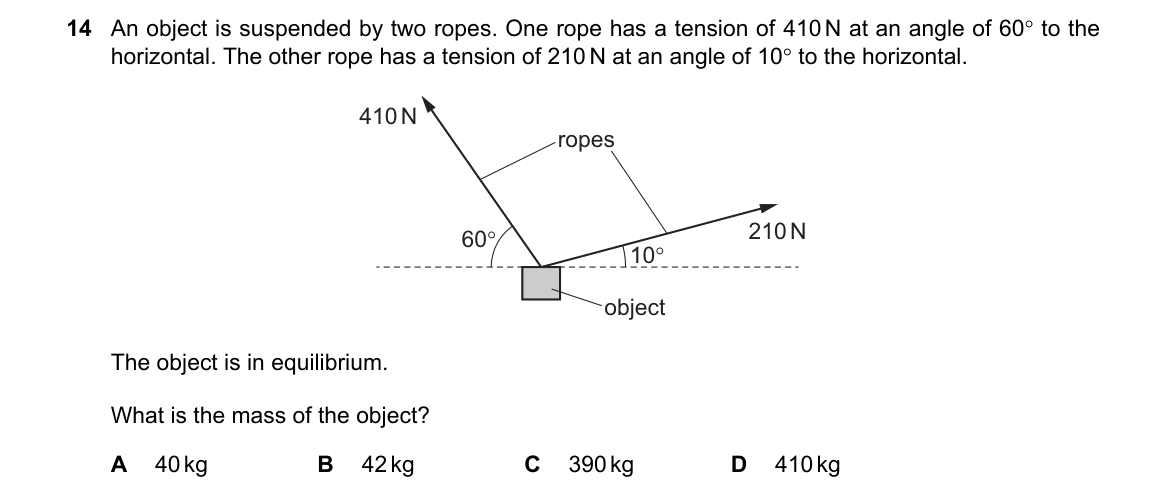 14 An object is suspended by two ropes. One rope has a tension of 410 N at an angle of 60° to the
horizontal. The other rope has a tension of 210 N at an angle of 10° to the horizontal.
410 N
ropes
60°
210 N
10°
object
The object is in equilibrium.
What is the mass of the object?
A 40 kg B 42 kg C 390 kg D 410 kg